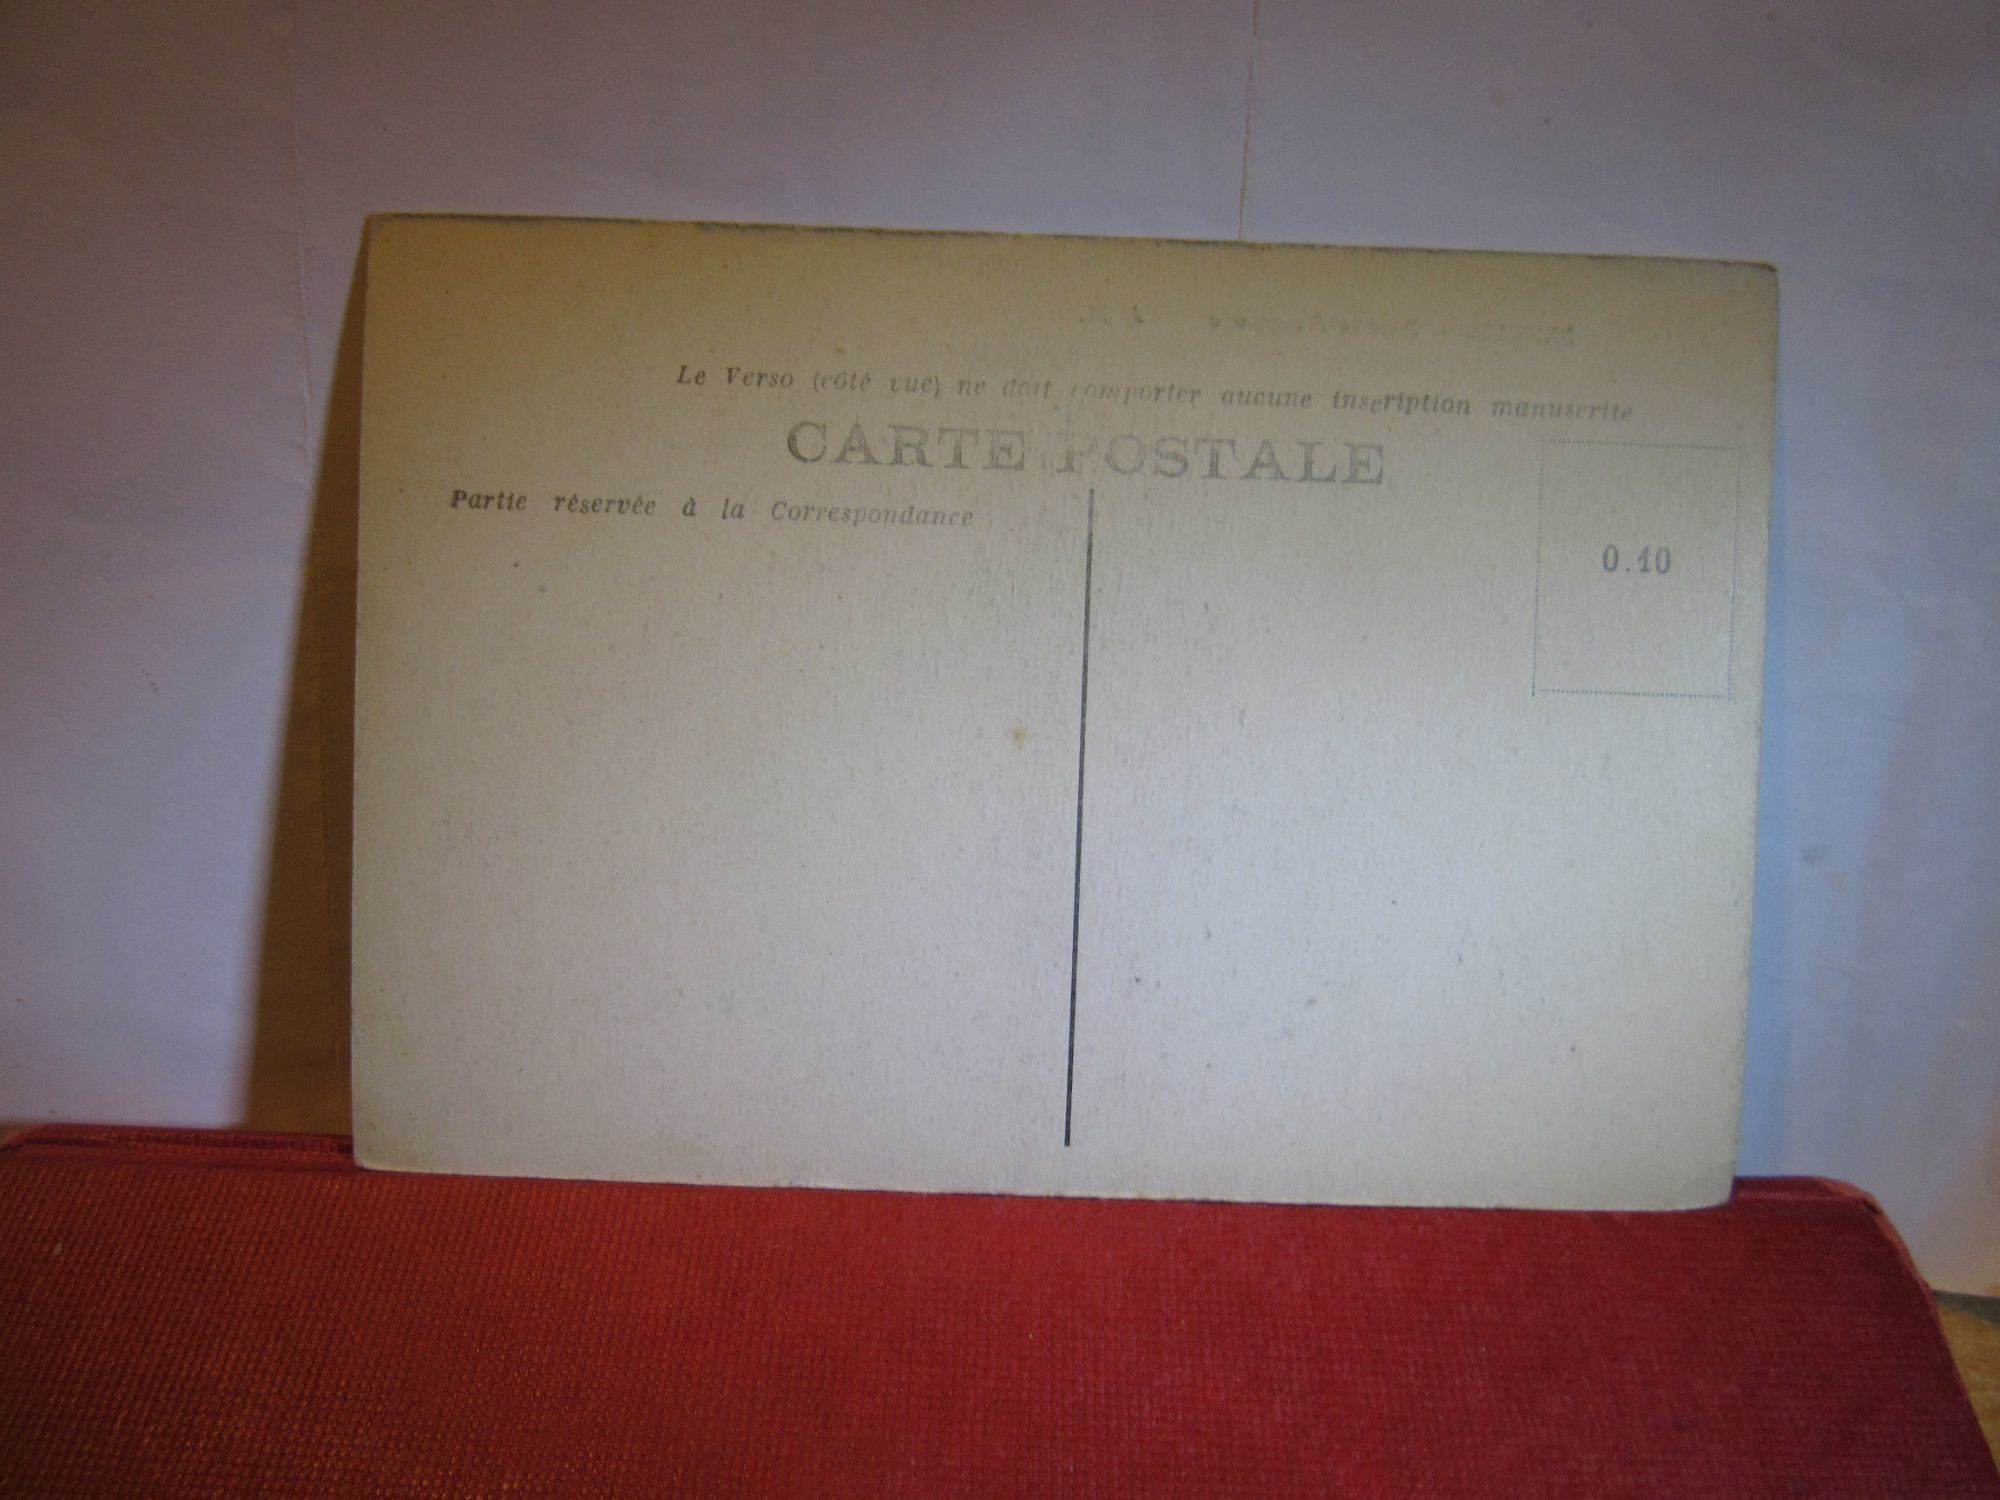 Le Verso (côté vue) ne doit comporter aucune inscription manuscrite
CARTE POSTALE
Partie réservée à la Correspondance
0.10